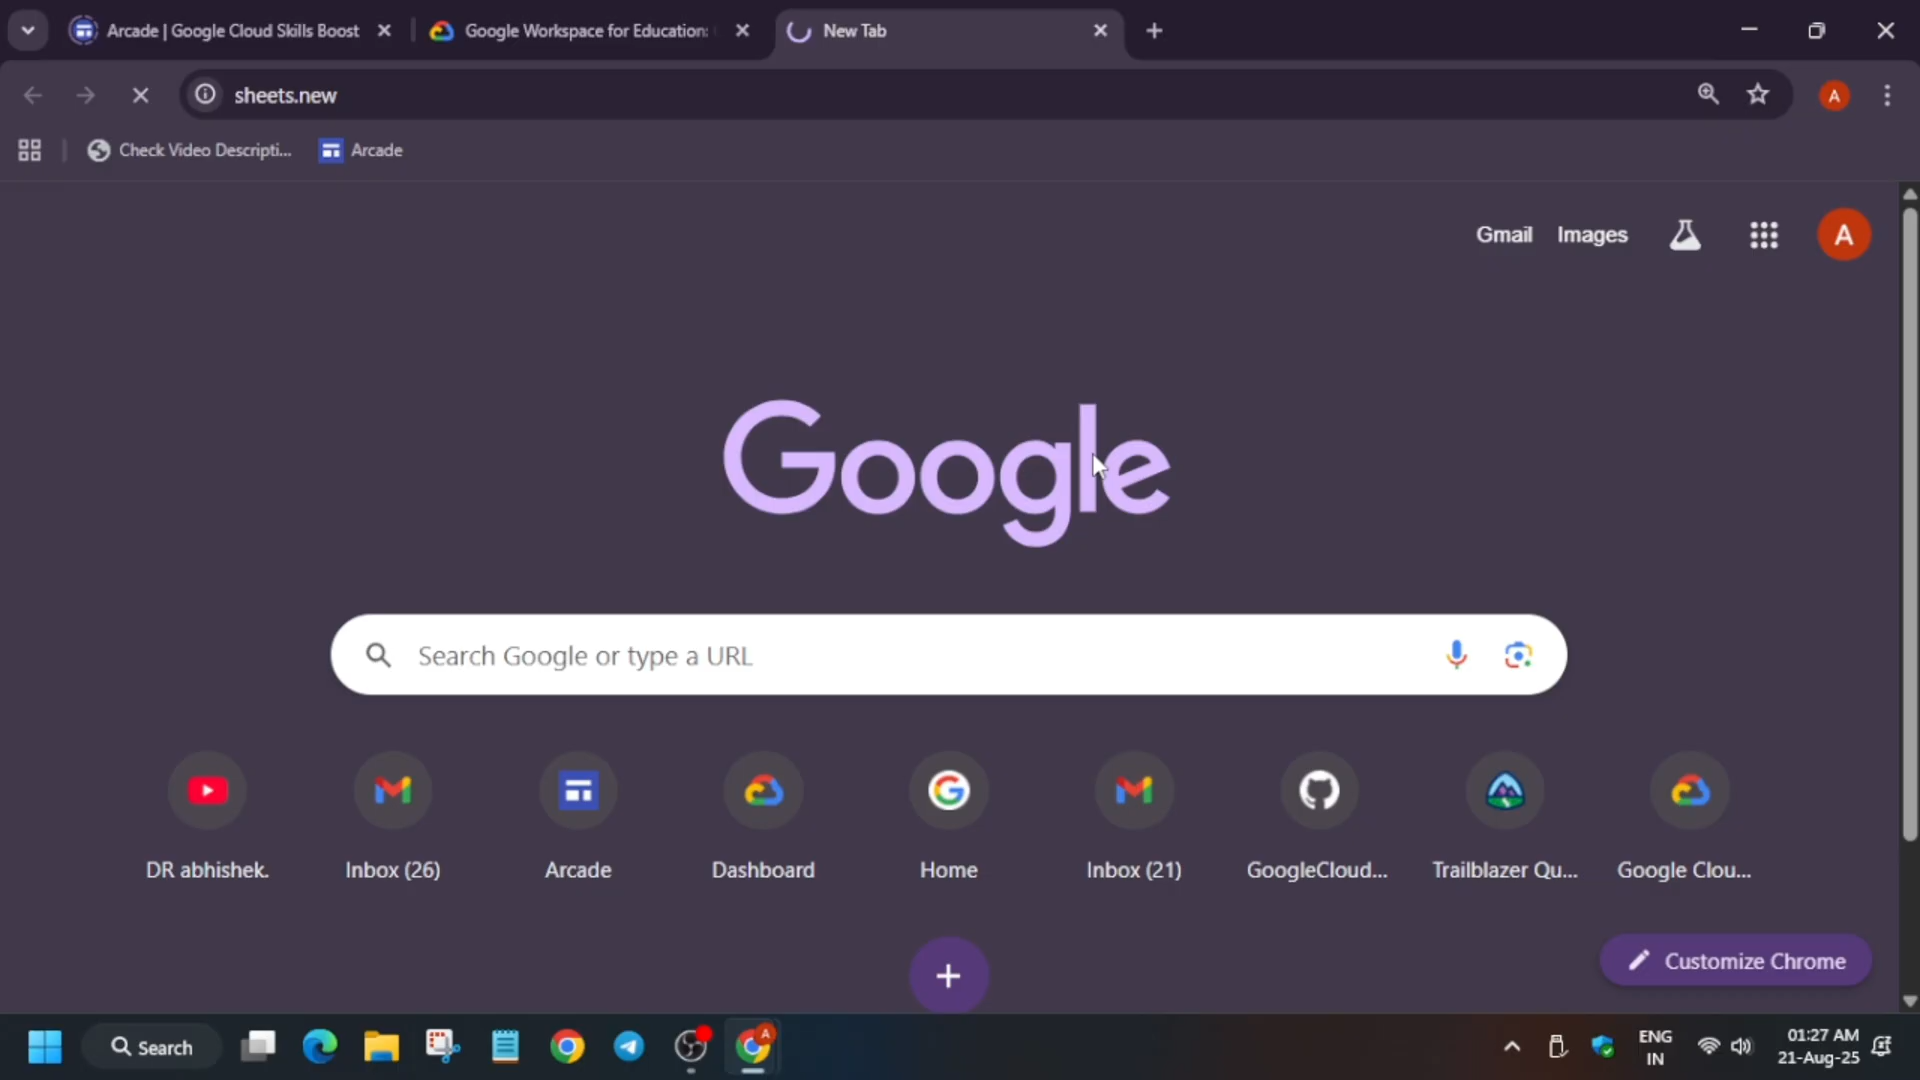 Arcade | Google Cloud Skills Boost
Google Workspace for Education:
New Tab
sheets.new
Check Video Descripti...
Arcade
Gmail
Images
A
A
Google
Search Google or type a URL
DR abhishek.
Inbox (26)
Arcade
Dashboard
Home
Inbox (21)
GoogleCloud...
Trailblazer Qu...
Google Clou...
Customize Chrome
Search
A
ENG
IN
01:27 AM
21-Aug-25